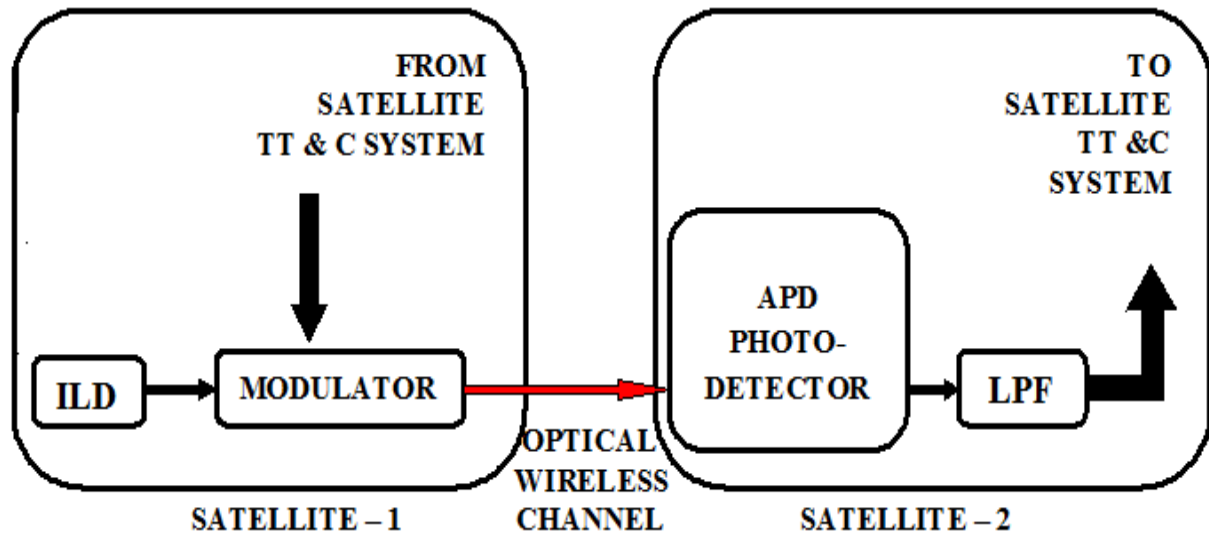 FROM
SATELLITE
TT & C SYSTEM
ILD
MODULATOR
OPTICAL
WIRELESS
CHANNEL
SATELLITE – 1
TO
SATELLITE
TT &C
SYSTEM
APD
PHOTO-
DETECTOR
LPF
SATELLITE – 2